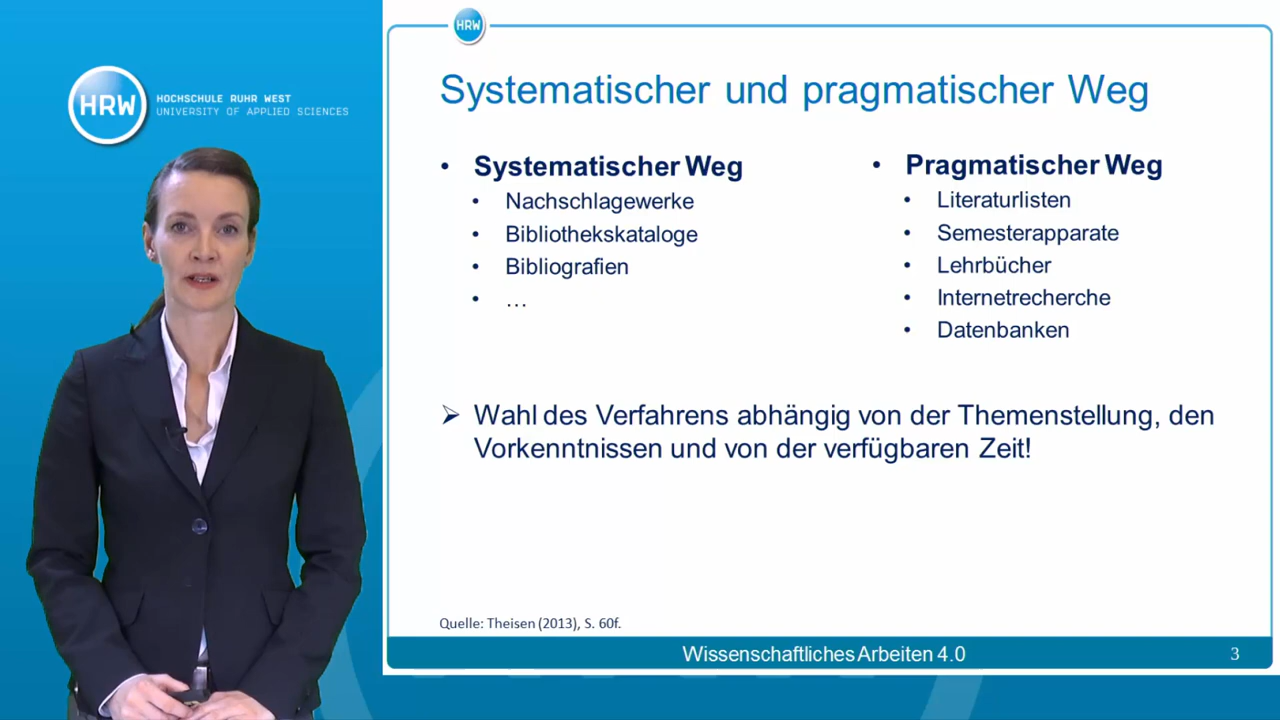 HRW
HOCHSCHULE RUHR WEST
UNIVERSITY OF APPLIED SCIENCES
HRW
Systematischer und pragmatischer Weg
• Systematischer Weg
• Nachschlagewerke
• Bibliothekskataloge
• Bibliografien
• …
• Pragmatischer Weg
• Literaturlisten
• Semesterapparate
• Lehrbücher
• Internetrecherche
• Datenbanken
➢ Wahl des Verfahrens abhängig von der Themenstellung, den
Vorkenntnissen und von der verfügbaren Zeit!
Quelle: Theisen (2013), S. 60f.
Wissenschaftliches Arbeiten 4.0
3